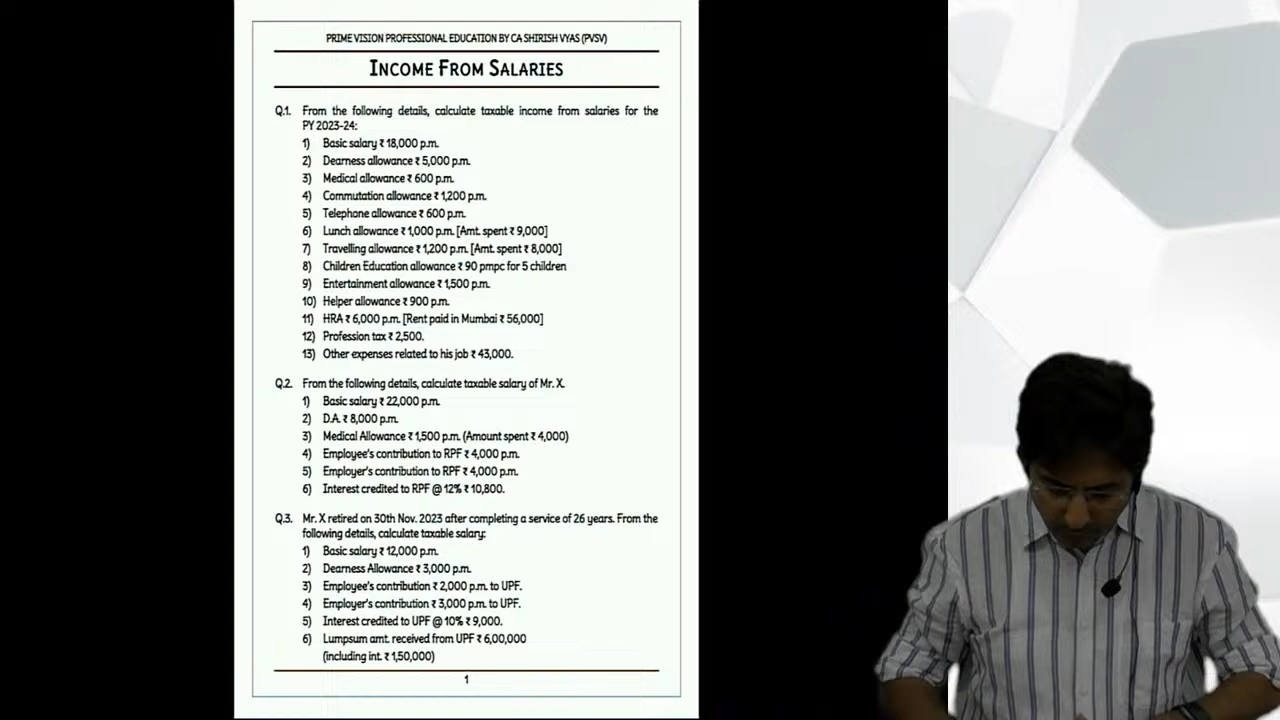 PRIME VISION PROFESSIONAL EDUCATION BY CA SHIRISH VYAS (PVSV)
INCOME FROM SALARIES
Q.1. From the following details, calculate taxable income from salaries for the
PY 2023-24:
1) Basic salary ₹ 18,000 p.m.
2) Dearness allowance ₹ 5,000 p.m.
3) Medical allowance ₹ 600 p.m.
4) Commutation allowance ₹ 1,200 p.m.
5) Telephone allowance ₹ 600 p.m.
6) Lunch allowance ₹ 1,000 p.m. [Amt. spent ₹ 9,000]
7) Travelling allowance ₹ 1,200 p.m. [Amt. spent ₹ 8,000]
8) Children Education allowance ₹ 90 pmpc for 5 children
9) Entertainment allowance ₹ 1,500 p.m.
10) Helper allowance ₹ 900 p.m.
11) HRA ₹ 6,000 p.m. [Rent paid in Mumbai ₹ 56,000]
12) Profession tax ₹ 2,500.
13) Other expenses related to his job ₹ 43,000.
Q.2. From the following details, calculate taxable salary of Mr. X.
1) Basic salary ₹ 22,000 p.m.
2) D.A. ₹ 8,000 p.m.
3) Medical Allowance ₹ 1,500 p.m. (Amount spent ₹ 4,000)
4) Employee's contribution to RPF ₹ 4,000 p.m.
5) Employer's contribution to RPF ₹ 4,000 p.m.
6) Interest credited to RPF @ 12% ₹ 10,800.
Q.3. Mr. X retired on 30th Nov. 2023 after completing a service of 26 years. From the
following details, calculate taxable salary:
1) Basic salary ₹ 12,000 p.m.
2) Dearness Allowance ₹ 3,000 p.m.
3) Employee's contribution ₹ 2,000 p.m. to UPF.
4) Employer's contribution ₹ 3,000 p.m. to UPF.
5) Interest credited to UPF @ 10% ₹ 9,000.
6) Lumpsum amt. received from UPF ₹ 6,00,000
(including int. ₹ 1,50,000)
1